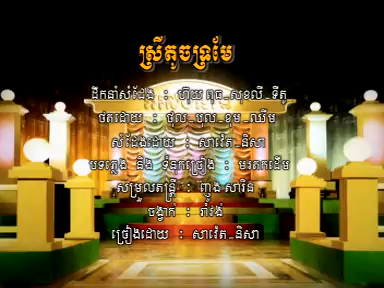 ស្រីតូចទ្រមែ
ដឹកនាំសំដែង : ហ៊ុយ ពុធ_សុខលី_ទីតូ
ថតដោយ : ថុល_បុល_ខុម_ឈីម
សំដែងដោយ : សាវ៉េត_និសា
បទភ្លេង និង ទំនុកច្រៀង : មរតកដើម
សម្រួលតន្ត្រី : ញ៉ូង សារិន
ចង្វាក់ : រាំវង់
ច្រៀងដោយ : សាវ៉េត_និសា